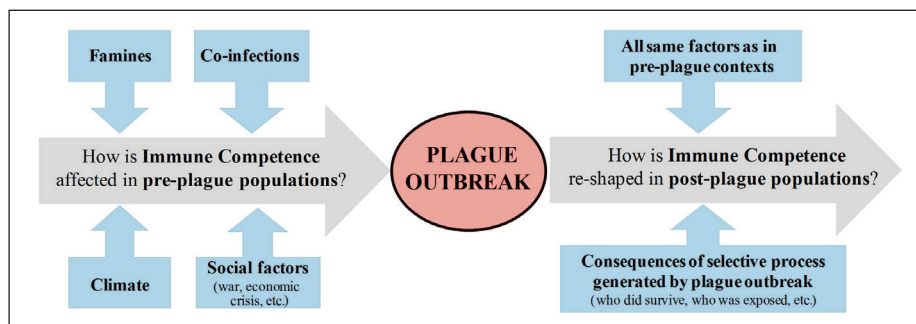 Famines
Co-infections
How is Immune Competence
affected in pre-plague populations?
Climate
Social factors
(war, economic
crisis, etc.)
PLAGUE
OUTBREAK
All same factors as in
pre-plague contexts
How is Immune Competence
re-shaped in post-plague populations?
Consequences of selective process
generated by plague outbreak
(who did survive, who was exposed, etc.)